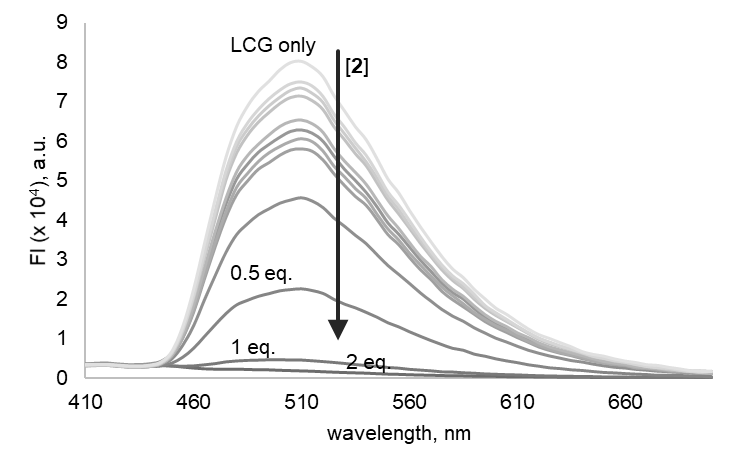 9
8
7
6
5
4
3
2
1
0
FI (x 10⁴), a.u.
LCG only
[2]
0.5 eq.
1 eq.
2 eq.
410 460 510 560 610 660
wavelength, nm